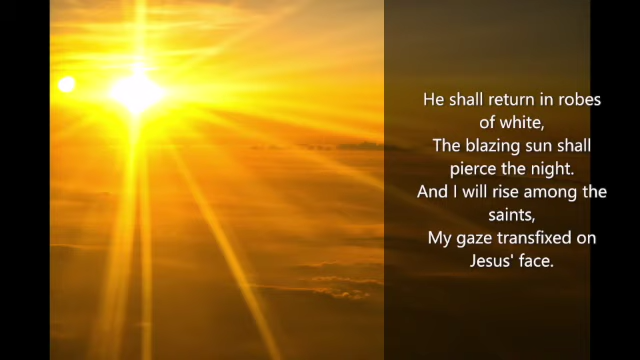 He shall return in robes
of white,
The blazing sun shall
pierce the night.
And I will rise among the
saints,
My gaze transfixed on
Jesus' face.